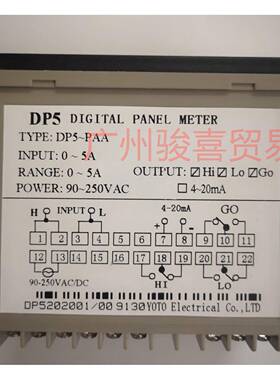 DP5 DIGITAL PANEL METER
TYPE: DP5~PAA
INPUT: 0~5A
RANGE: 0~5A OUTPUT: ☑Hi ☑Lo ☑Go
POWER: 90~250VAC □4~20mA
广州骏喜贸易
H INPUT L 4-20mA GO
+ -
1 2 3 4 5 6 7 8 9 10 11
12 13 14 15 16 17 18 19 20 21 22
90-250VAC/DC HI LO
DP5202001/00 9130 YOTO Electrical Co.,LTD